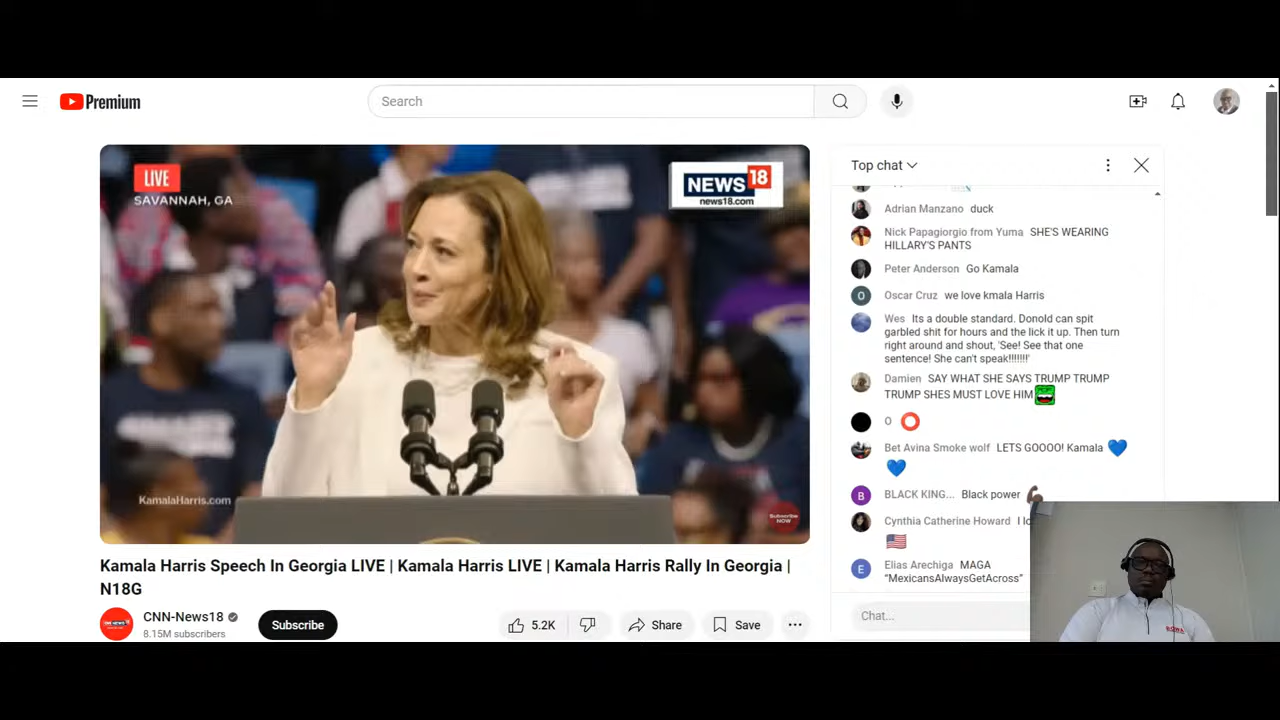 Premium
Search
LIVE
SAVANNAH, GA
NEWS 18
news18.com
KamalaHarris.com
Subscribe
NOW
Kamala Harris Speech In Georgia LIVE | Kamala Harris LIVE | Kamala Harris Rally In Georgia |
N18G
CNN-News18
8.15M subscribers
Subscribe
5.2K
Share
Save
Top chat
Adrian Manzano duck
Nick Papagiorgio from Yuma SHE'S WEARING
HILLARY'S PANTS
Peter Anderson Go Kamala
O
Oscar Cruz we love kmala Harris
Wes Its a double standard. Donold can spit
garbled shit for hours and the lick it up. Then turn
right around and shout, 'See! See that one
sentence! She can't speak!!!!!!!'
Damien SAY WHAT SHE SAYS TRUMP TRUMP
TRUMP SHES MUST LOVE HIM
O ⭕
Bet Avina Smoke wolf LETS GOOOO! Kamala 💙
💙
B
BLACK KING... Black power
Cynthia Catherine Howard I
🇺🇸
E
Elias Arechiga MAGA
“MexicansAlwaysGetAcross”
Chat...